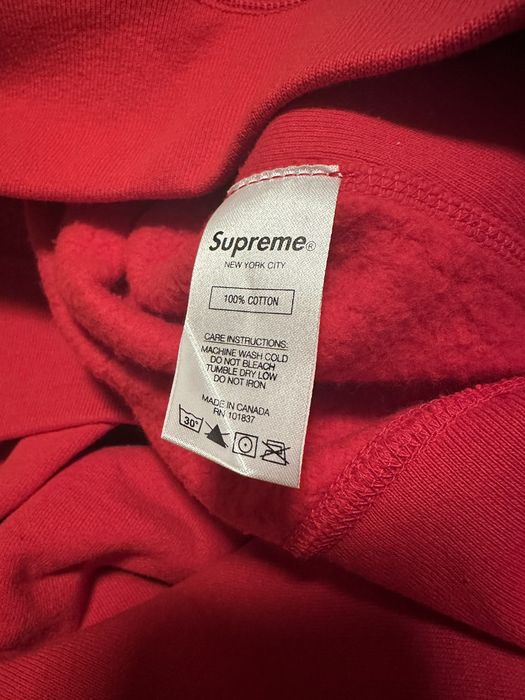 Supreme®
NEW YORK CITY
100% COTTON
CARE INSTRUCTIONS:
MACHINE WASH COLD
DO NOT BLEACH
TUMBLE DRY LOW
DO NOT IRON
MADE IN CANADA
RN 101837
30°